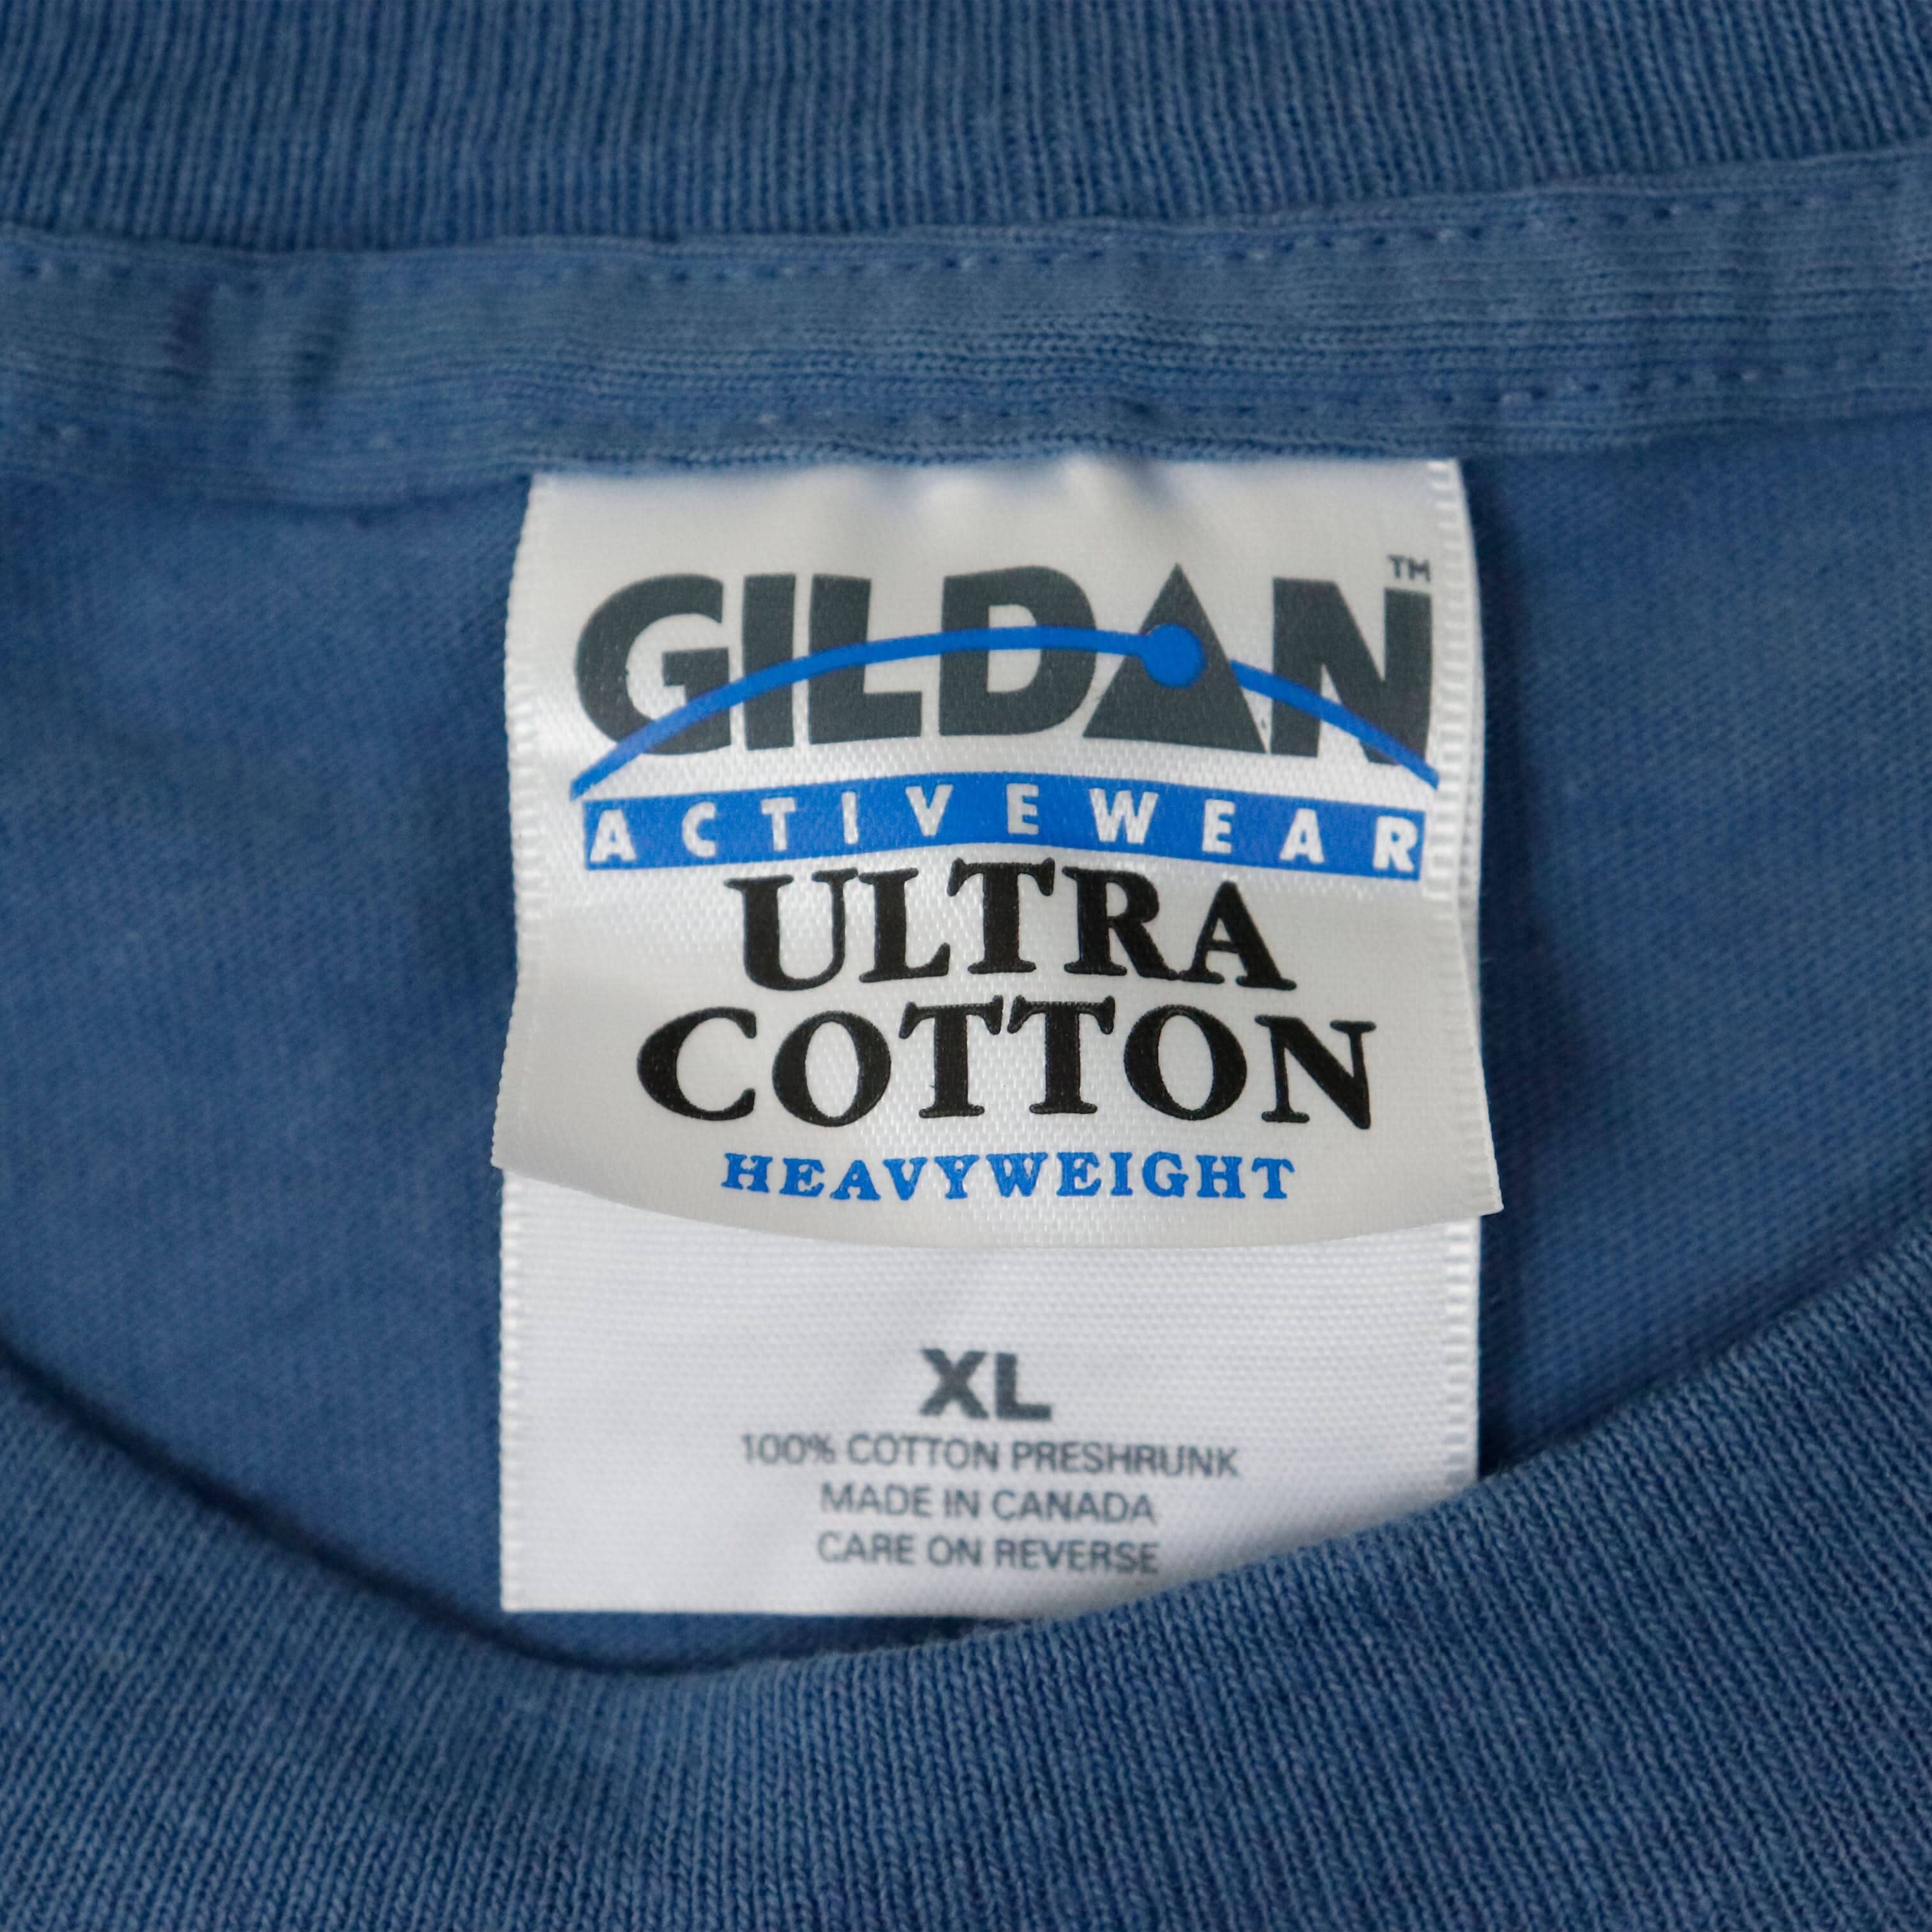 GILDAN™
ACTIVEWEAR
ULTRA
COTTON
HEAVYWEIGHT
XL
100% COTTON PRESHRUNK
MADE IN CANADA
CARE ON REVERSE